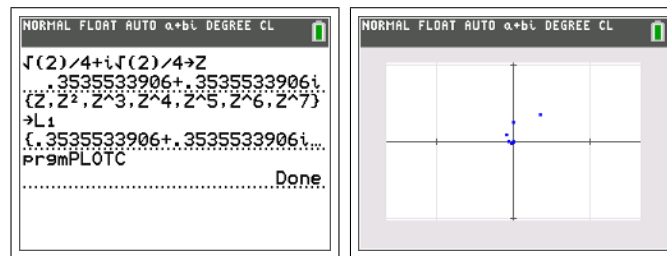 NORMAL FLOAT AUTO a+bi DEGREE CL
√(2)/4+i√(2)/4→Z
.3535533906+.3535533906i
{Z,Z²,Z^3,Z^4,Z^5,Z^6,Z^7}
→L₁
{.3535533906+.3535533906i…
prgmPLOTC
Done
NORMAL FLOAT AUTO a+bi DEGREE CL